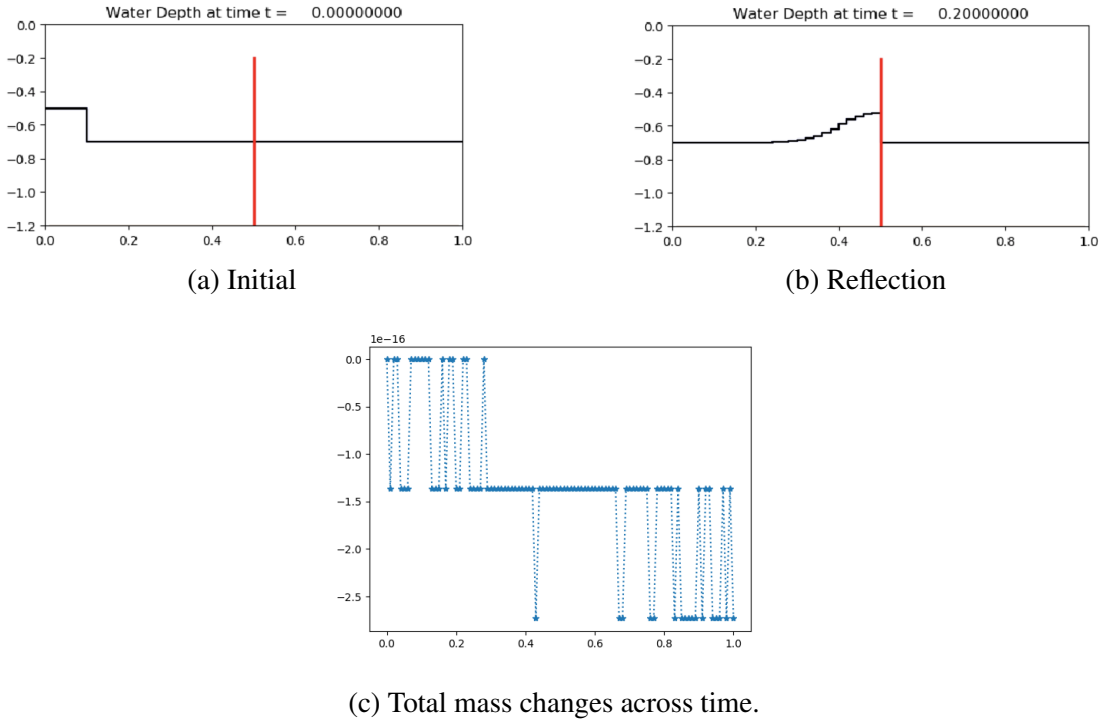 Water Depth at time t = 0.00000000
0.0
−0.2
−0.4
−0.6
−0.8
−1.0
−1.2
0.0 0.2 0.4 0.6 0.8 1.0
(a) Initial
Water Depth at time t = 0.20000000
0.0
−0.2
−0.4
−0.6
−0.8
−1.0
−1.2
0.0 0.2 0.4 0.6 0.8 1.0
(b) Reflection
1e−16
0.0
−0.5
−1.0
−1.5
−2.0
−2.5
0.0 0.2 0.4 0.6 0.8 1.0
(c) Total mass changes across time.